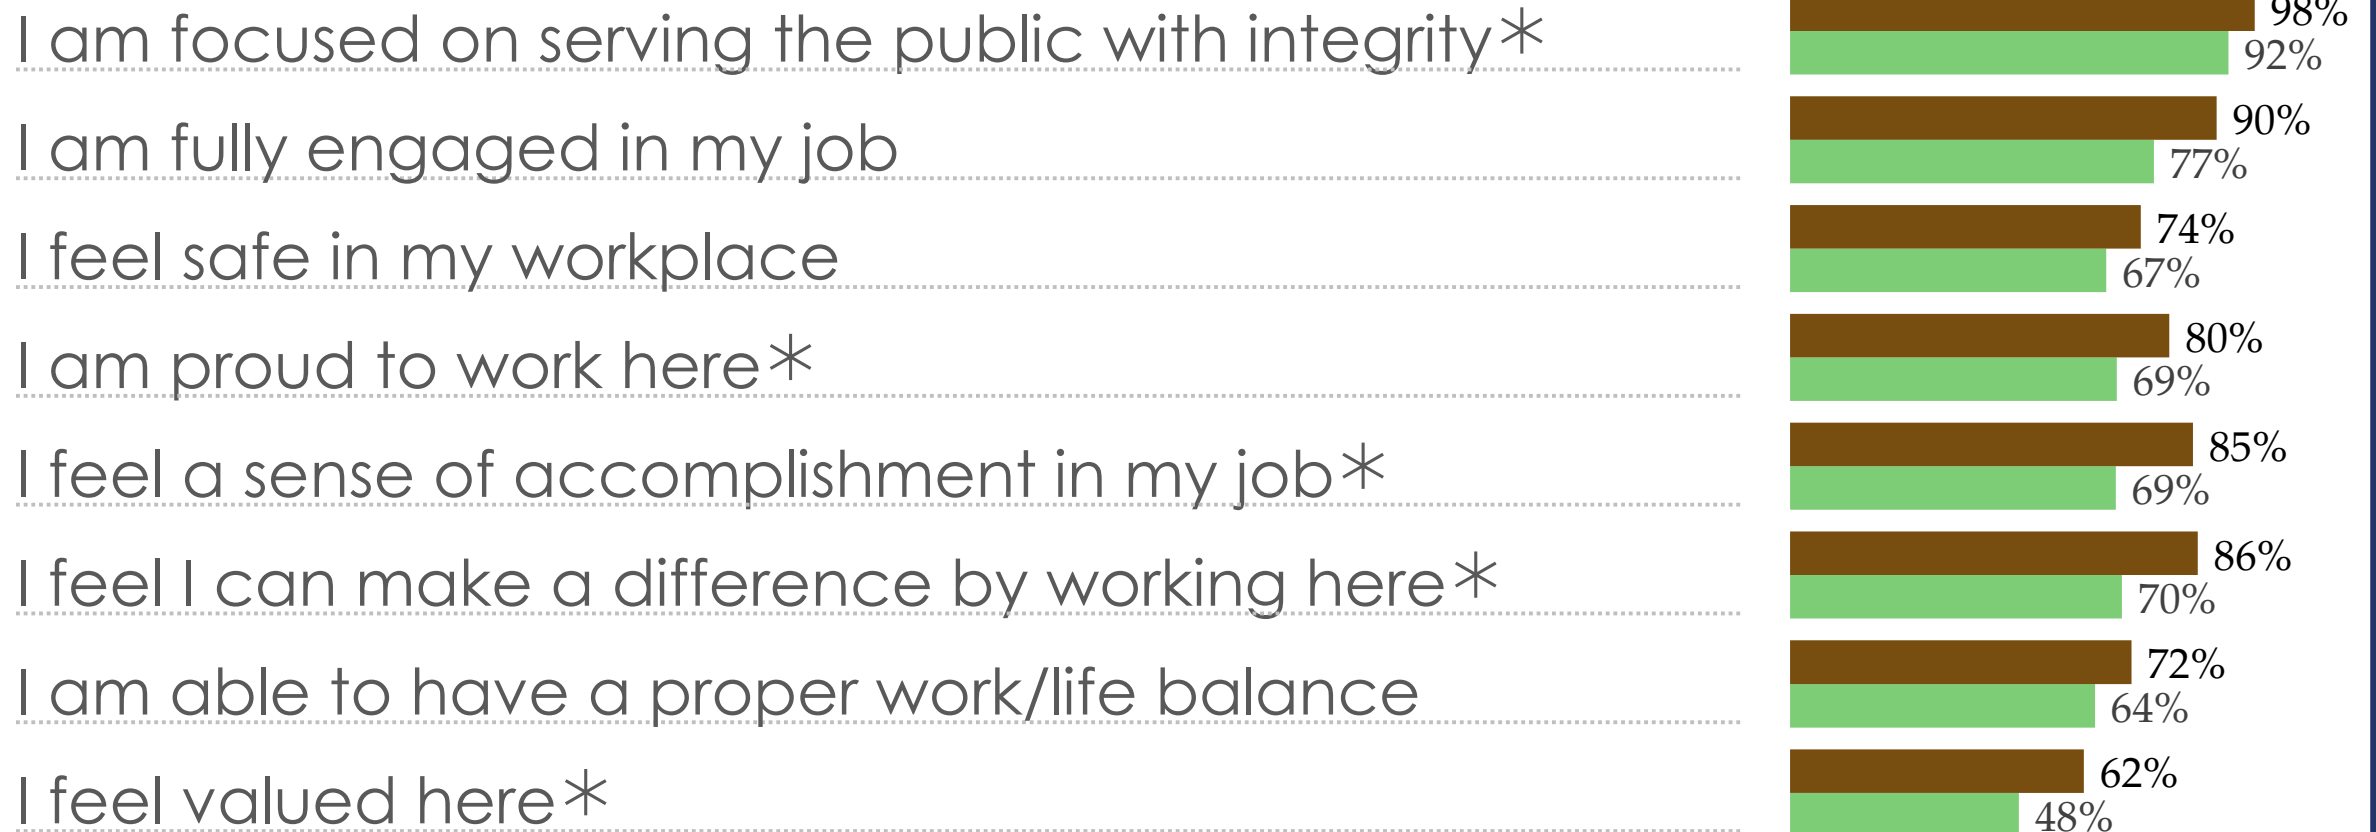 98%
I am focused on serving the public with integrity*
92%
I am fully engaged in my job
90%
77%
I feel safe in my workplace
74%
67%
I am proud to work here*
80%
69%
I feel a sense of accomplishment in my job*
85%
69%
I feel I can make a difference by working here*
86%
70%
I am able to have a proper work/life balance
72%
64%
I feel valued here*
62%
48%